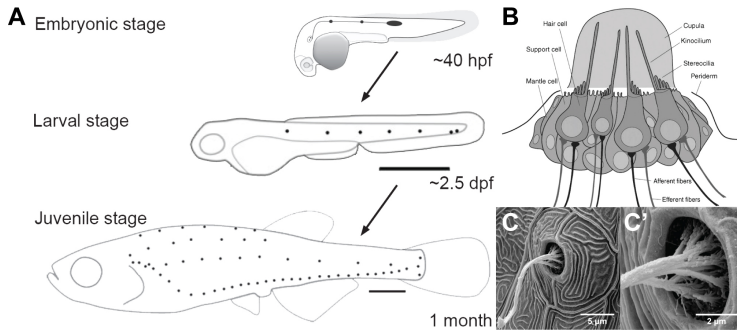 A
Embryonic stage
~40 hpf
Larval stage
~2.5 dpf
Juvenile stage
1 month
B
Hair cell
Support cell
Mantle cell
Cupula
Kinocilium
Stereocilia
Periderm
Afferent fibers
Efferent fibers
C
5 µm
C'
2 µm